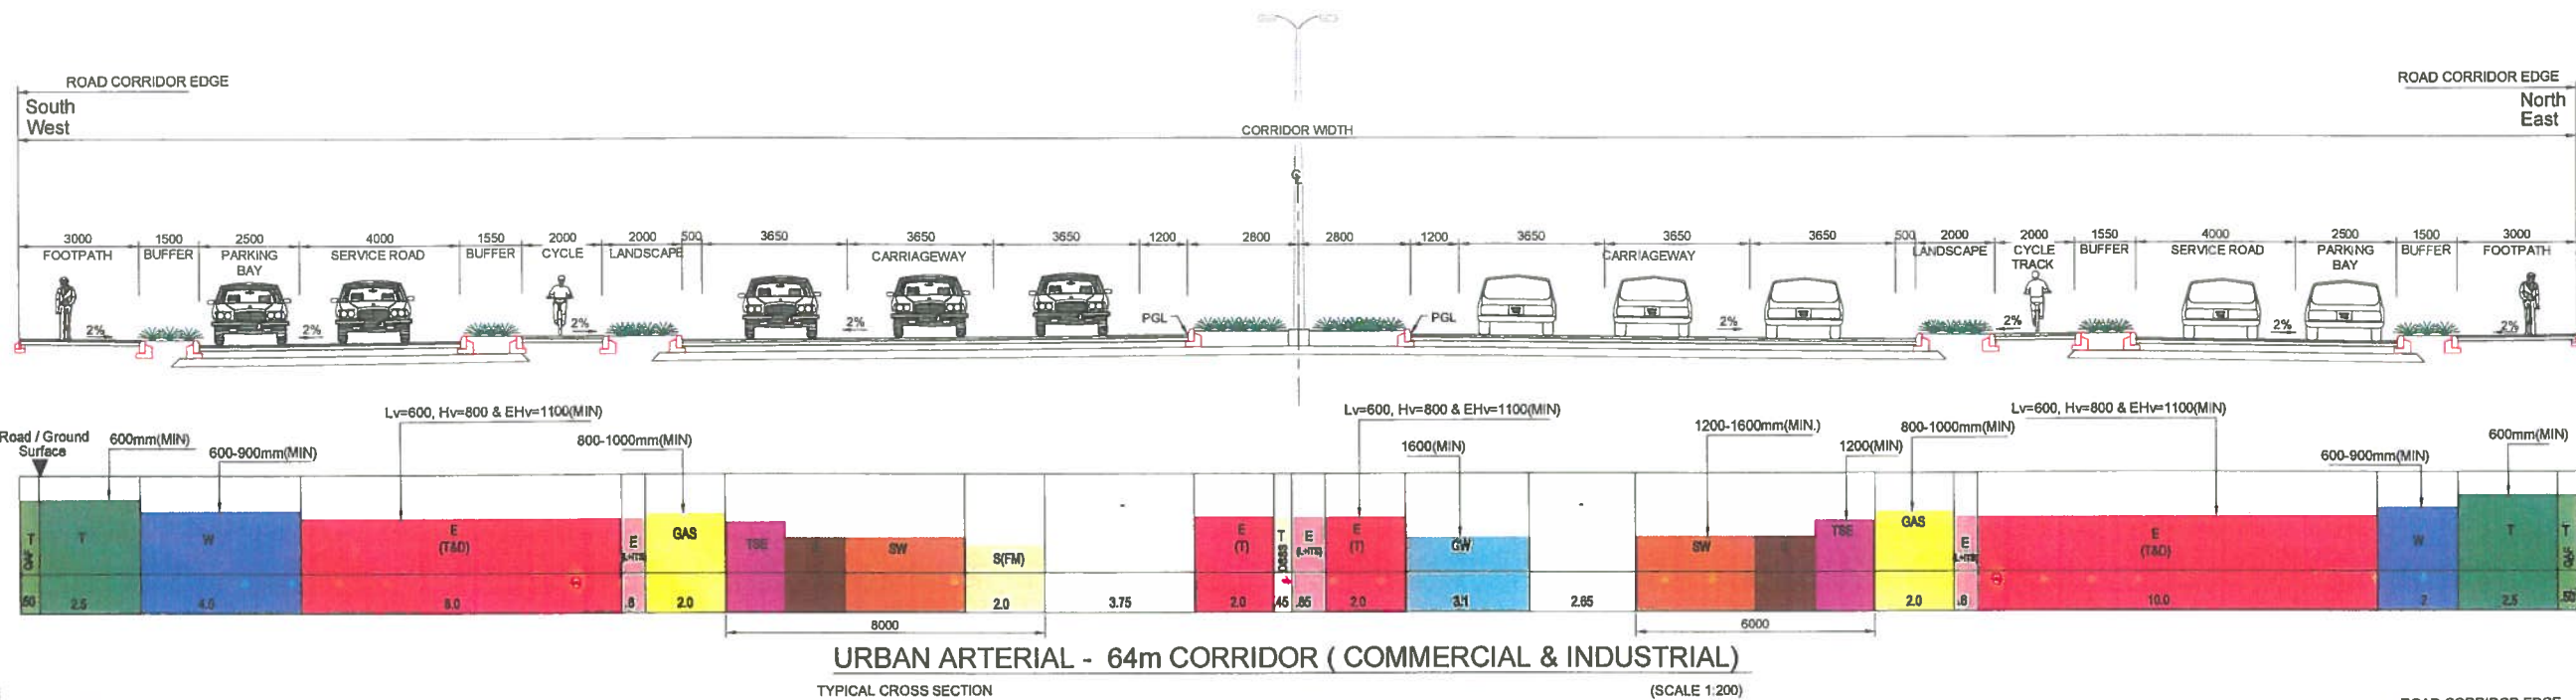 ROAD CORRIDOR EDGE
ROAD CORRIDOR EDGE
South
West
North
East
CORRIDOR WIDTH
3000 1500 2500 4000 1550 2000 2000 500 3650 3650 3650 1200 2800 2800 1200 3650 3650 3650 500 2000 2000 1550 4000 2500 1500 3000
FOOTPATH BUFFER PARKING BAY SERVICE ROAD BUFFER CYCLE LANDSCAPE CARRIAGEWAY CARRIAGEWAY LANDSCAPE CYCLE TRACK BUFFER SERVICE ROAD PARKING BAY BUFFER FOOTPATH
2% 2% 2% 2% PGL PGL 2% 2% 2% 2%
Lv=600, Hv=800 & EHv=1100(MIN) Lv=600, Hv=800 & EHv=1100(MIN) Lv=600, Hv=800 & EHv=1100(MIN)
Road / Ground
Surface
600mm(MIN) 600-900mm(MIN) 800-1000mm(MIN) 1600(MIN) 1200-1600mm(MIN.) 1200(MIN) 800-1000mm(MIN) 600-900mm(MIN) 600mm(MIN)
T T W E (T&D) E (L+ITS) GAS TSE SW S(FM) - E (T) T E (L+ITS) E (T) GW - SW TSE GAS E (L+ITS) E (T&D) W T T
.50 2.5 4.0 8.0 .6 2.0 2.0 3.75 2.0 .45 .85 2.0 3.1 2.65 2.0 .6 10.0 2 2.5 .50
8000 6000
URBAN ARTERIAL - 64m CORRIDOR ( COMMERCIAL & INDUSTRIAL)
TYPICAL CROSS SECTION (SCALE 1:200)